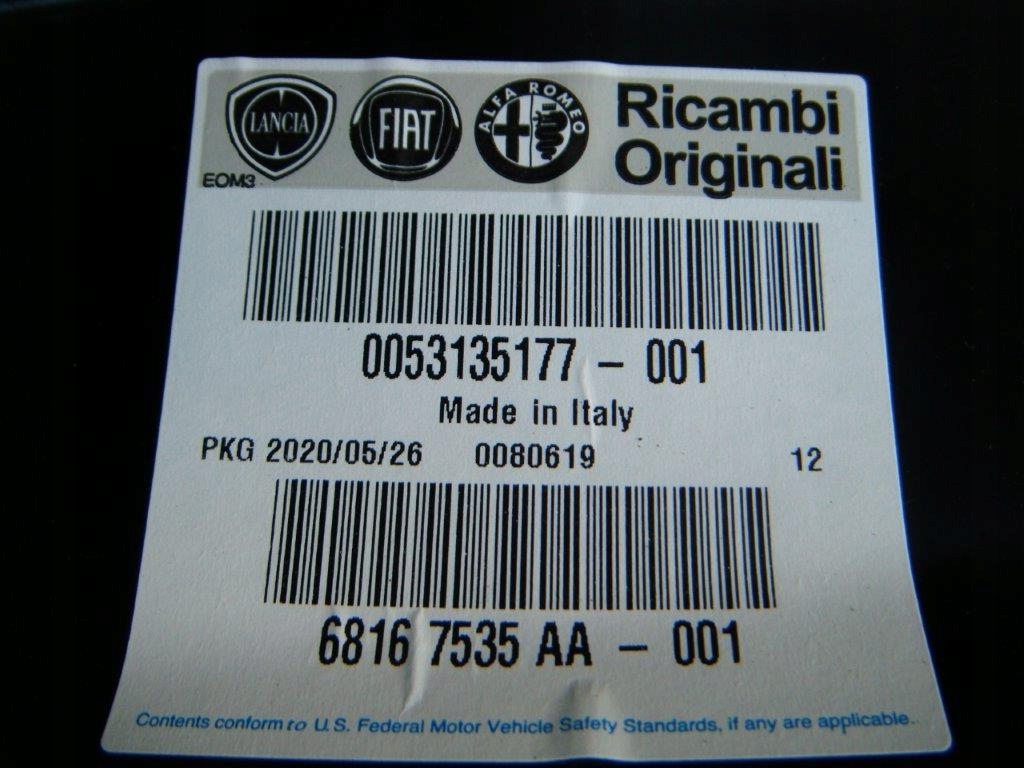 LANCIA FIAT ALFA ROMEO Ricambi
Originali
EOM3
0053135177 - 001
Made in Italy
PKG 2020/05/26 0080619 12
6816 7535 AA - 001
Contents conform to U.S. Federal Motor Vehicle Safety Standards, if any are applicable..